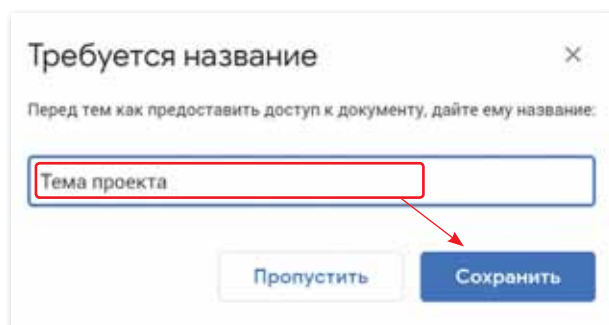 Требуется название
Перед тем как предоставить доступ к документу, дайте ему название:
Тема проекта
Пропустить
Сохранить